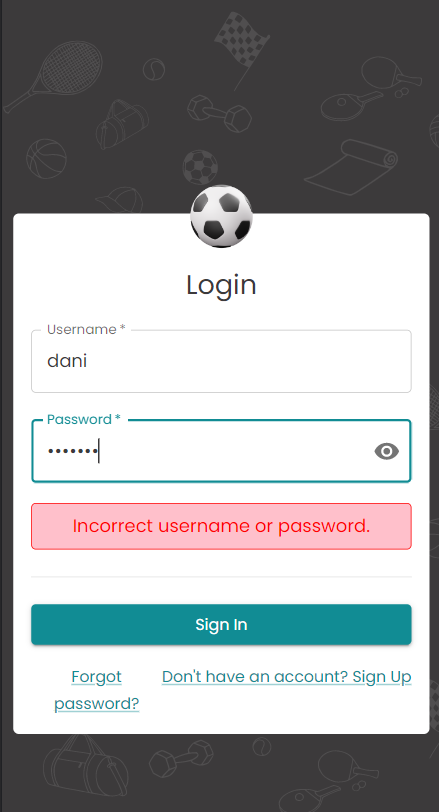 Login
Username *
dani
Password *
•••••••
Incorrect username or password.
Sign In
Forgot
password?
Don't have an account? Sign Up